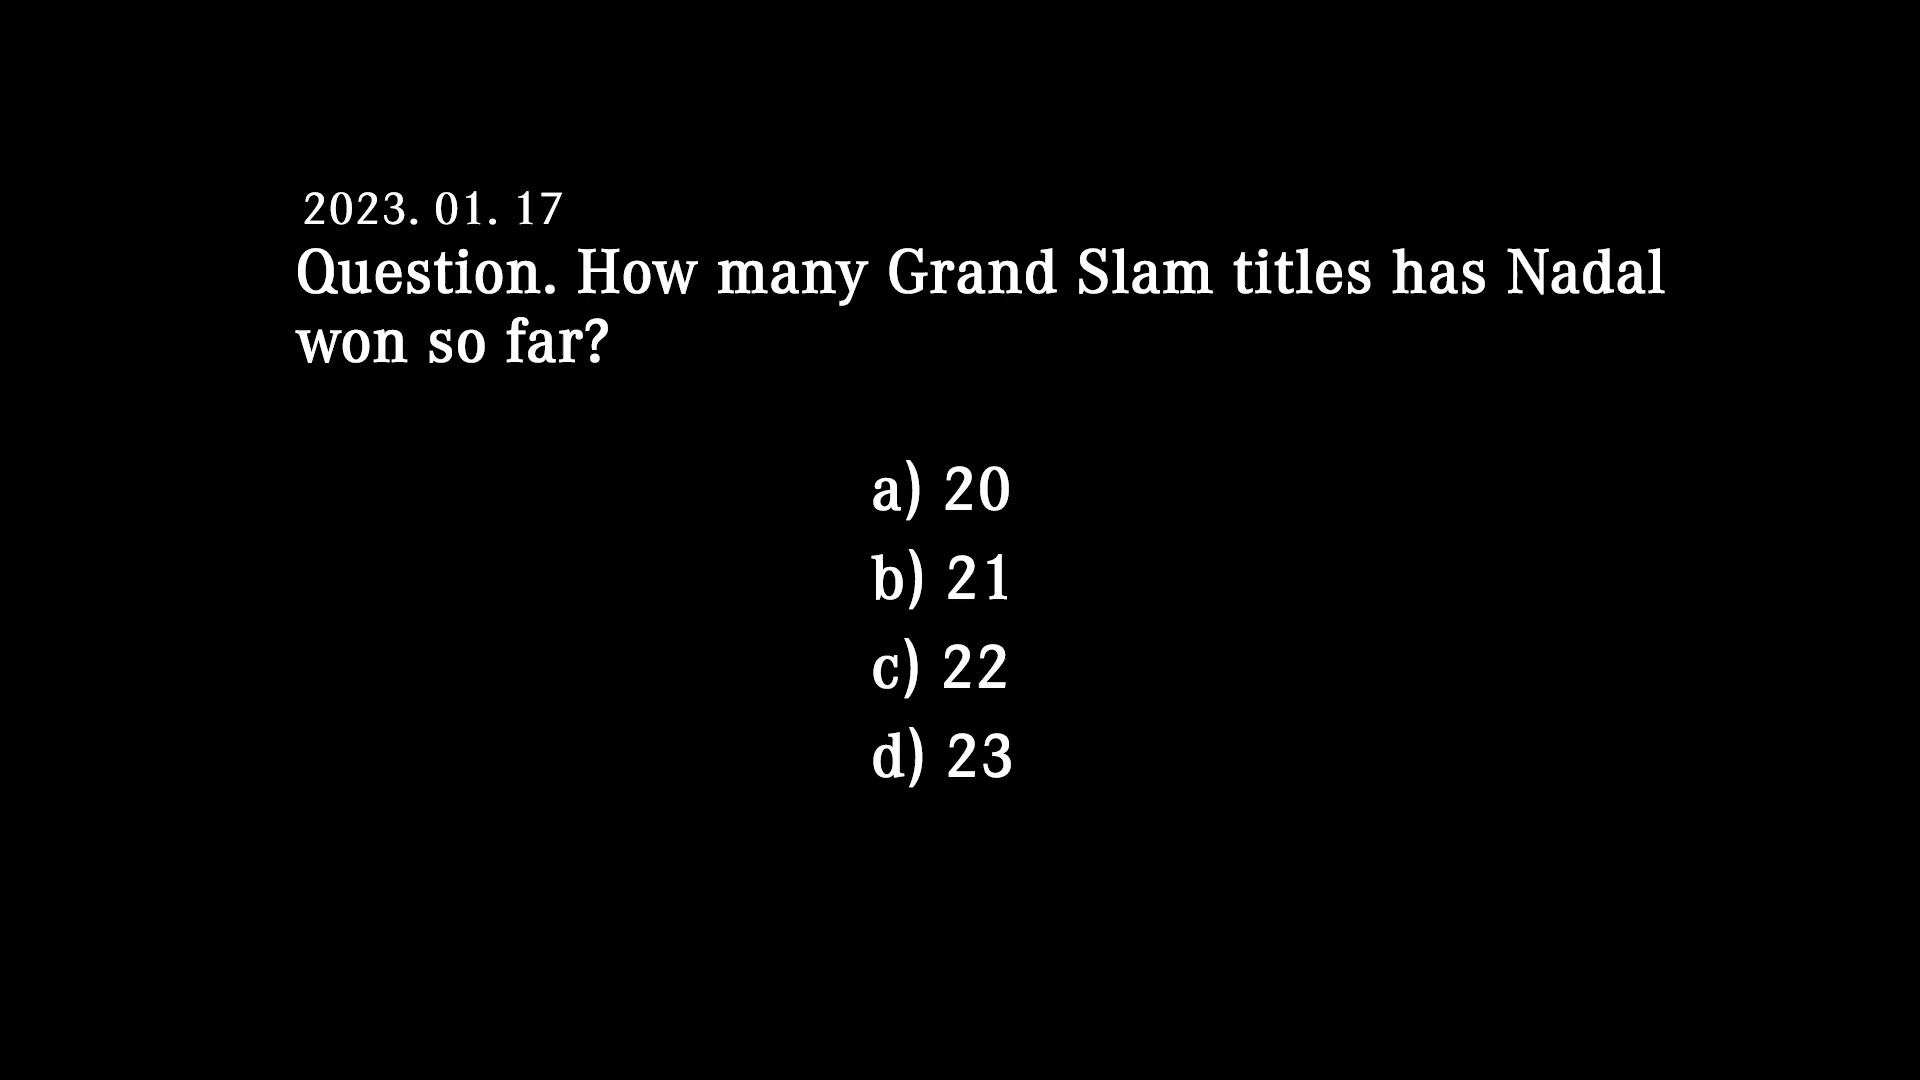 2023. 01. 17
Question. How many Grand Slam titles has Nadal
won so far?
a) 20
b) 21
c) 22
d) 23